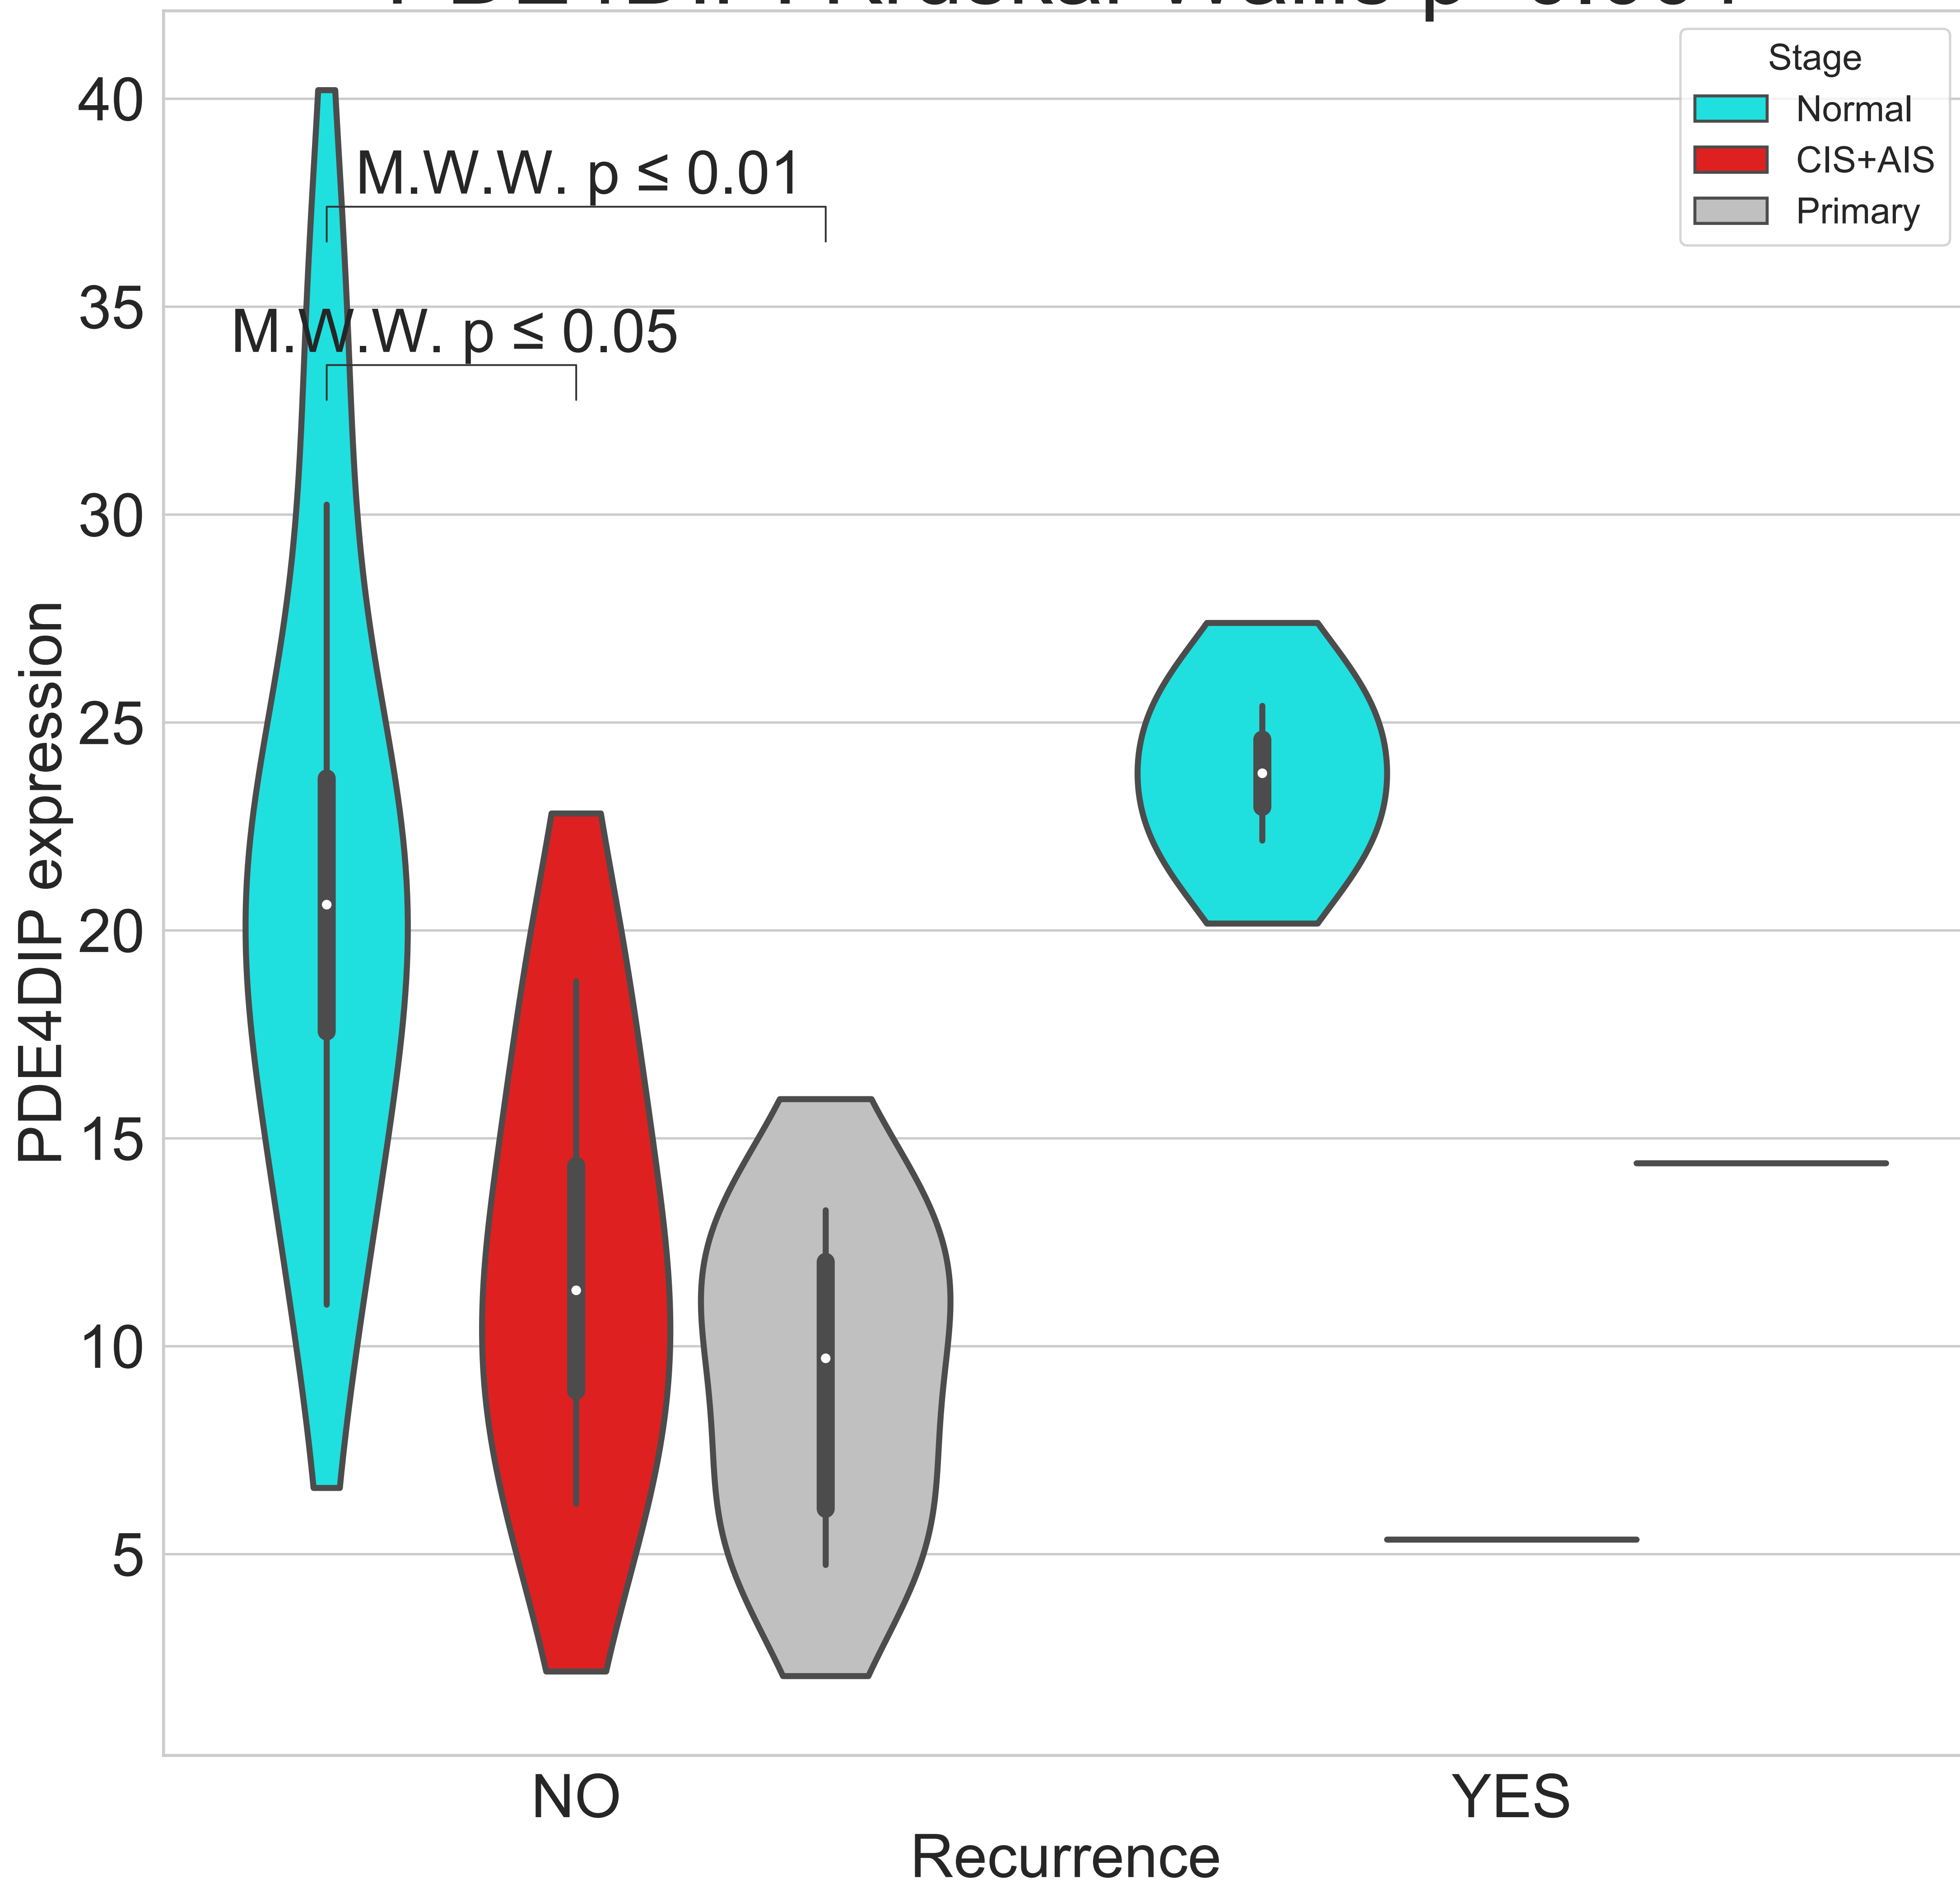 Stage
Normal
CIS+AIS
Primary
M.W.W. p ≤ 0.01
M.W.W. p ≤ 0.05
40
35
30
25
20
15
10
5
PDE4DIP expression
NO
YES
Recurrence